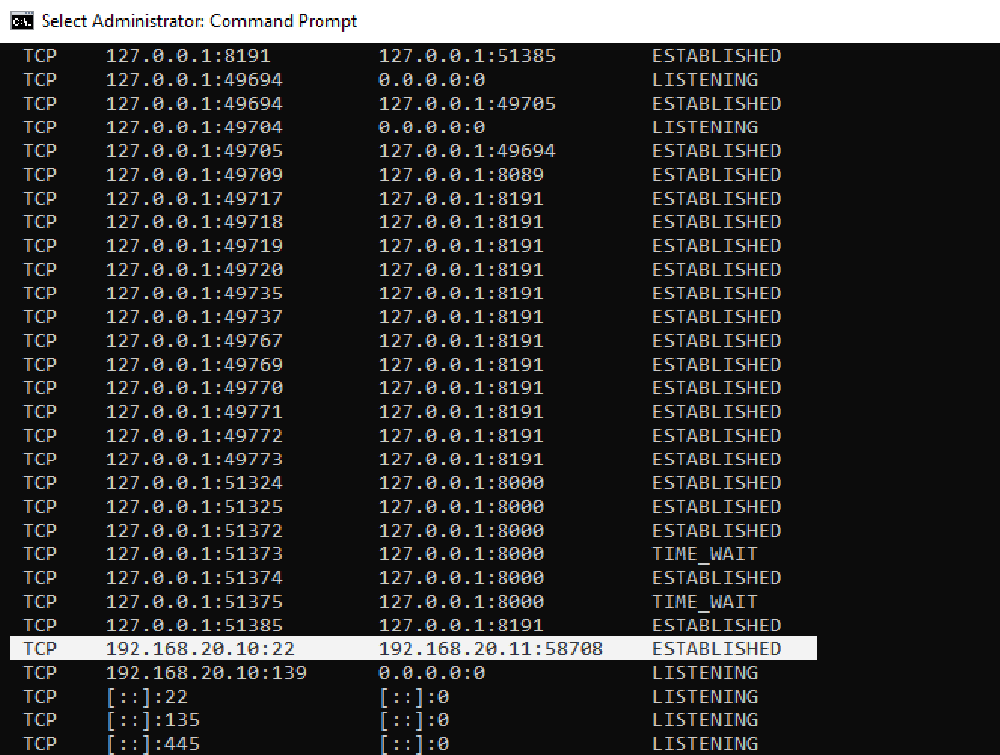 Select Administrator: Command Prompt
TCP 127.0.0.1:8191 127.0.0.1:51385 ESTABLISHED
TCP 127.0.0.1:49694 0.0.0.0:0 LISTENING
TCP 127.0.0.1:49694 127.0.0.1:49705 ESTABLISHED
TCP 127.0.0.1:49704 0.0.0.0:0 LISTENING
TCP 127.0.0.1:49705 127.0.0.1:49694 ESTABLISHED
TCP 127.0.0.1:49709 127.0.0.1:8089 ESTABLISHED
TCP 127.0.0.1:49717 127.0.0.1:8191 ESTABLISHED
TCP 127.0.0.1:49718 127.0.0.1:8191 ESTABLISHED
TCP 127.0.0.1:49719 127.0.0.1:8191 ESTABLISHED
TCP 127.0.0.1:49720 127.0.0.1:8191 ESTABLISHED
TCP 127.0.0.1:49735 127.0.0.1:8191 ESTABLISHED
TCP 127.0.0.1:49737 127.0.0.1:8191 ESTABLISHED
TCP 127.0.0.1:49767 127.0.0.1:8191 ESTABLISHED
TCP 127.0.0.1:49769 127.0.0.1:8191 ESTABLISHED
TCP 127.0.0.1:49770 127.0.0.1:8191 ESTABLISHED
TCP 127.0.0.1:49771 127.0.0.1:8191 ESTABLISHED
TCP 127.0.0.1:49772 127.0.0.1:8191 ESTABLISHED
TCP 127.0.0.1:49773 127.0.0.1:8191 ESTABLISHED
TCP 127.0.0.1:51324 127.0.0.1:8000 ESTABLISHED
TCP 127.0.0.1:51325 127.0.0.1:8000 ESTABLISHED
TCP 127.0.0.1:51372 127.0.0.1:8000 ESTABLISHED
TCP 127.0.0.1:51373 127.0.0.1:8000 TIME_WAIT
TCP 127.0.0.1:51374 127.0.0.1:8000 ESTABLISHED
TCP 127.0.0.1:51375 127.0.0.1:8000 TIME_WAIT
TCP 127.0.0.1:51385 127.0.0.1:8191 ESTABLISHED
TCP 192.168.20.10:22 192.168.20.11:58708 ESTABLISHED
TCP 192.168.20.10:139 0.0.0.0:0 LISTENING
TCP [::]:22 [::]:0 LISTENING
TCP [::]:135 [::]:0 LISTENING
TCP [::]:445 [::]:0 LISTENING